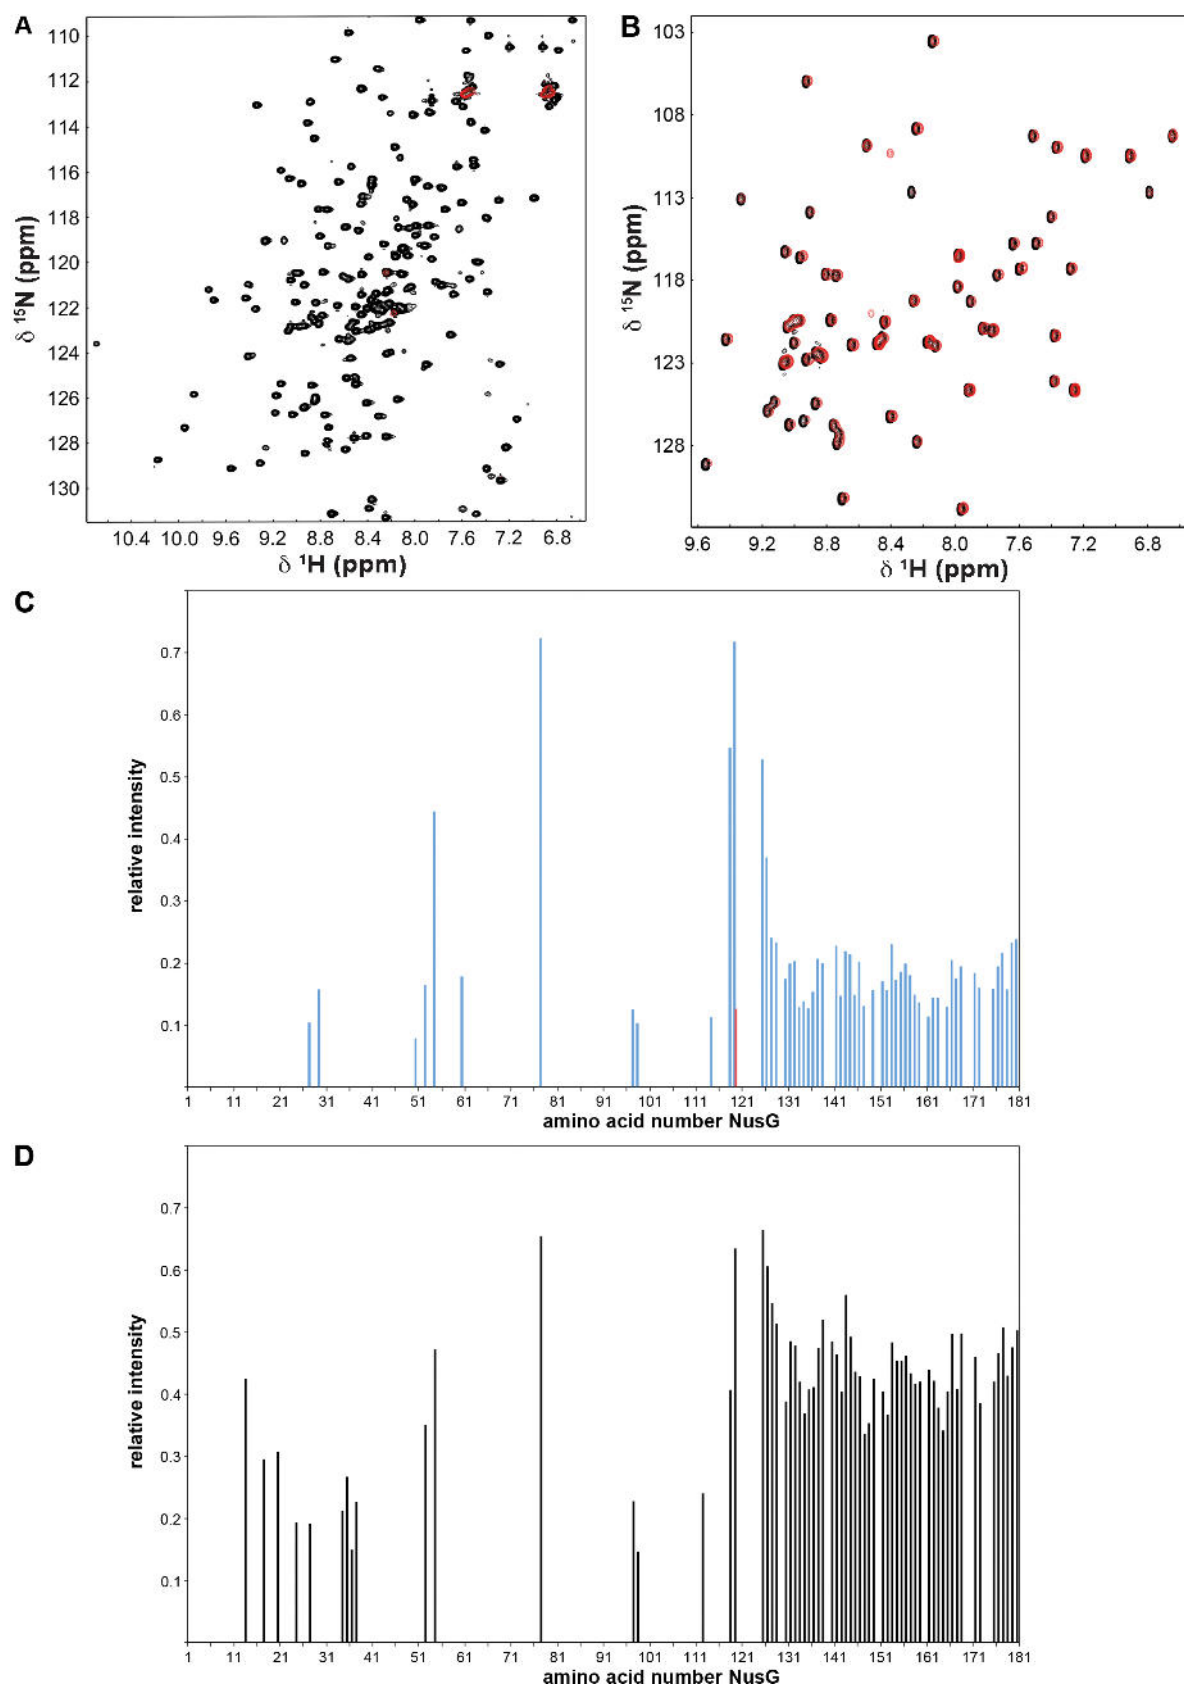 A
110
112
114
116
118
120
122
124
126
128
130
δ ¹⁵N (ppm)
10.4 10.0 9.6 9.2 8.8 8.4 8.0 7.6 7.2 6.8
δ ¹H (ppm)
B
103
108
113
118
123
128
δ ¹⁵N (ppm)
9.6 9.2 8.8 8.4 8.0 7.6 7.2 6.8
δ ¹H (ppm)
C
0.7
0.6
0.5
0.4
0.3
0.2
0.1
relative intensity
1 11 21 31 41 51 61 71 81 91 101 111 121 131 141 151 161 171 181
amino acid number NusG
D
0.7
0.6
0.5
0.4
0.3
0.2
0.1
relative intensity
1 11 21 31 41 51 61 71 81 91 101 111 121 131 141 151 161 171 181
amino acid number NusG